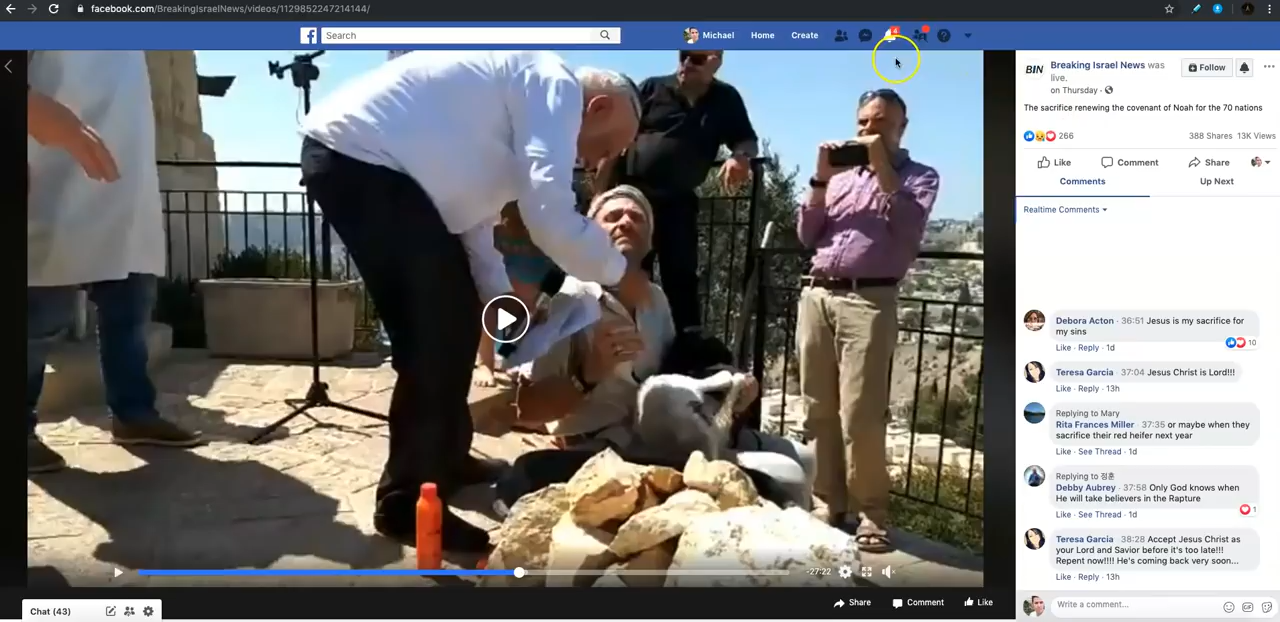 facebook.com/BreakingIsraelNews/videos/1129852247214144/
Search
Michael
Home
Create
4
BIN
Breaking Israel News was
live.
on Thursday
Follow
The sacrifice renewing the covenant of Noah for the 70 nations
266
388 Shares 13K Views
Like
Comment
Share
Comments
Up Next
Realtime Comments
Debora Acton · 36:51 Jesus is my sacrifice for
my sins
10
Like · Reply · 1d
Teresa Garcia · 37:04 Jesus Christ is Lord!!!
Like · Reply · 13h
Replying to Mary
Rita Frances Miller · 37:35 or maybe when they
sacrifice their red heifer next year
Like · See Thread · 1d
Replying to 정훈
Debby Aubrey · 37:58 Only God knows when
He will take believers in the Rapture
1
Like · See Thread · 1d
Teresa Garcia · 38:28 Accept Jesus Christ as
your Lord and Savior before it's too late!!!
Repent now!!!! He's coming back very soon...
Like · Reply · 13h
-27:22
Chat (43)
Share
Comment
Like
Write a comment...
GIF